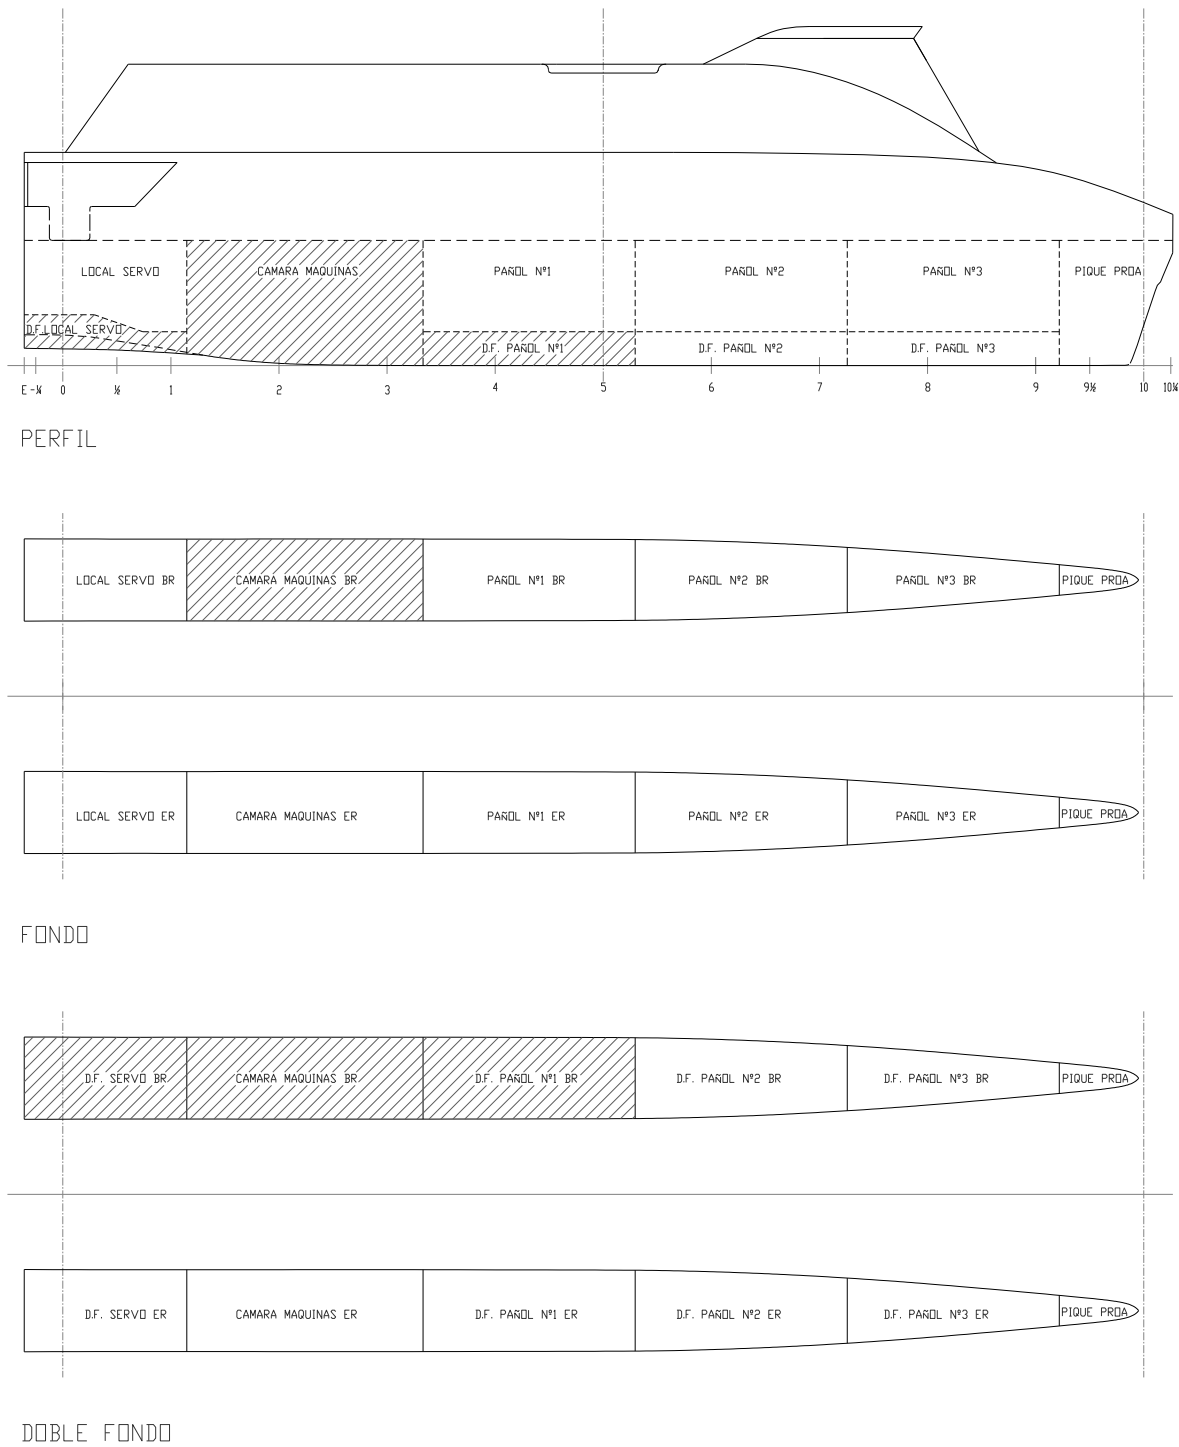 LOCAL SERVO CAMARA MAQUINAS PAÑOL Nº1 PAÑOL Nº2 PAÑOL Nº3 PIQUE PROA
D.F.LOCAL SERVO D.F. PAÑOL Nº1 D.F. PAÑOL Nº2 D.F. PAÑOL Nº3
E -¼ 0 ½ 1 2 3 4 5 6 7 8 9 9½ 10 10¼
PERFIL
LOCAL SERVO BR CAMARA MAQUINAS BR PAÑOL Nº1 BR PAÑOL Nº2 BR PAÑOL Nº3 BR PIQUE PROA
LOCAL SERVO ER CAMARA MAQUINAS ER PAÑOL Nº1 ER PAÑOL Nº2 ER PAÑOL Nº3 ER PIQUE PROA
FONDO
D.F. SERVO BR CAMARA MAQUINAS BR D.F. PAÑOL Nº1 BR D.F. PAÑOL Nº2 BR D.F. PAÑOL Nº3 BR PIQUE PROA
D.F. SERVO ER CAMARA MAQUINAS ER D.F. PAÑOL Nº1 ER D.F. PAÑOL Nº2 ER D.F. PAÑOL Nº3 ER PIQUE PROA
DOBLE FONDO